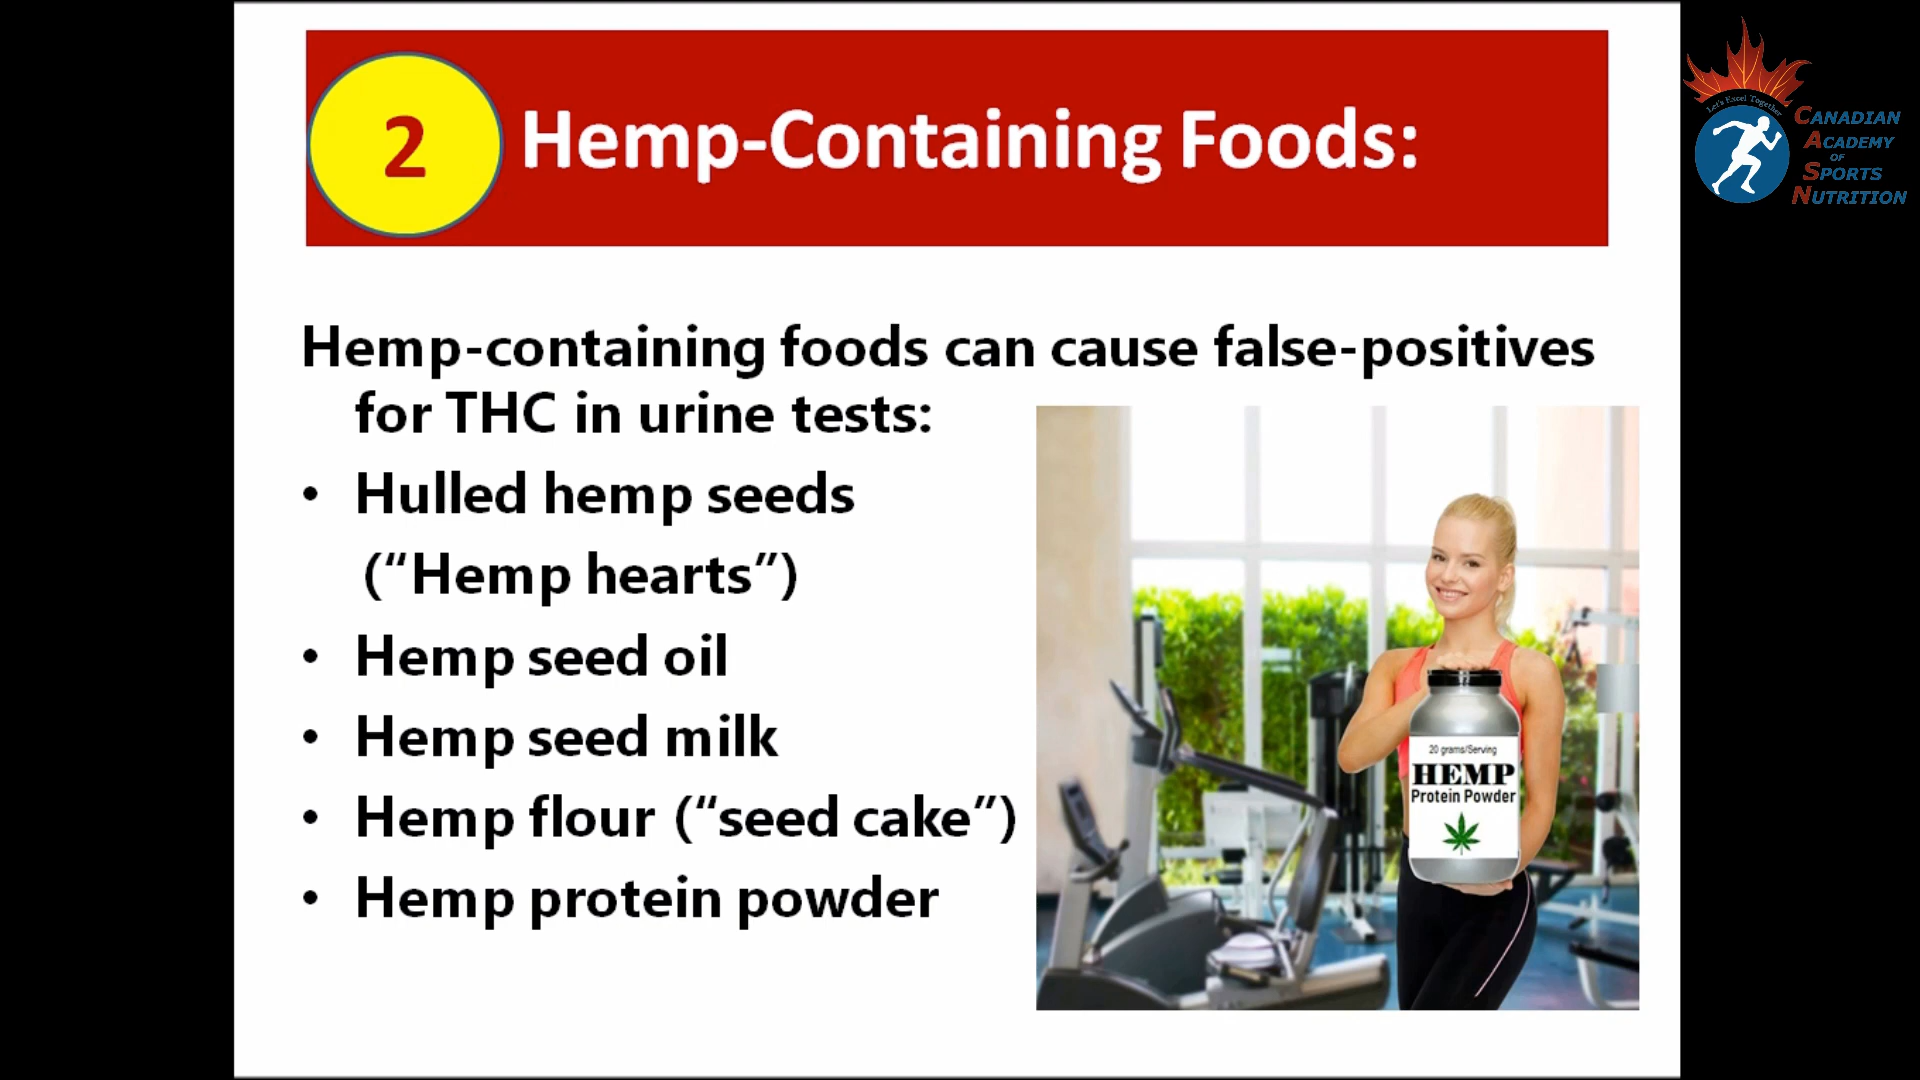 2
Hemp-Containing Foods:
Let's Excel Together
CANADIAN
ACADEMY
OF
SPORTS
NUTRITION
Hemp-containing foods can cause false-positives
for THC in urine tests:
• Hulled hemp seeds
(“Hemp hearts”)
• Hemp seed oil
• Hemp seed milk
• Hemp flour (“seed cake”)
• Hemp protein powder
20 grams/Serving
HEMP
Protein Powder